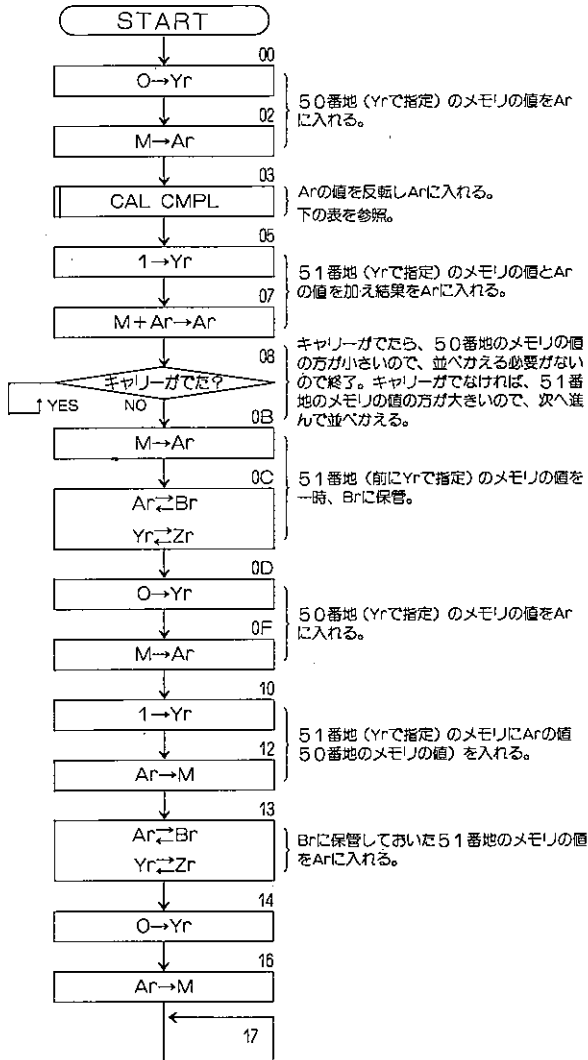 START
00
0→Yr
02
M→Ar
50番地（Yrで指定）のメモリの値をAr
に入れる。
03
CAL CMPL
Arの値を反転しArに入れる。
下の表を参照。
05
1→Yr
07
M+Ar→Ar
51番地（Yrで指定）のメモリの値とAr
の値を加え結果をArに入れる。
08
キャリーがでた？
YES
NO
キャリーがでたら、50番地のメモリの値
の方が小さいので、並べかえる必要がない
ので終了。キャリーがでなければ、51番
地のメモリの値の方が大きいので、次へ進
んで並べかえる。
0B
M→Ar
0C
Ar⇄Br
Yr⇄Zr
51番地（前にYrで指定）のメモリの値を
一時、Brに保管。
0D
0→Yr
0F
M→Ar
50番地（Yrで指定）のメモリの値をAr
に入れる。
10
1→Yr
12
Ar→M
51番地（Yrで指定）のメモリにArの値
50番地のメモリの値）を入れる。
13
Ar⇄Br
Yr⇄Zr
Brに保管しておいた51番地のメモリの値
をArに入れる。
14
0→Yr
16
Ar→M
17